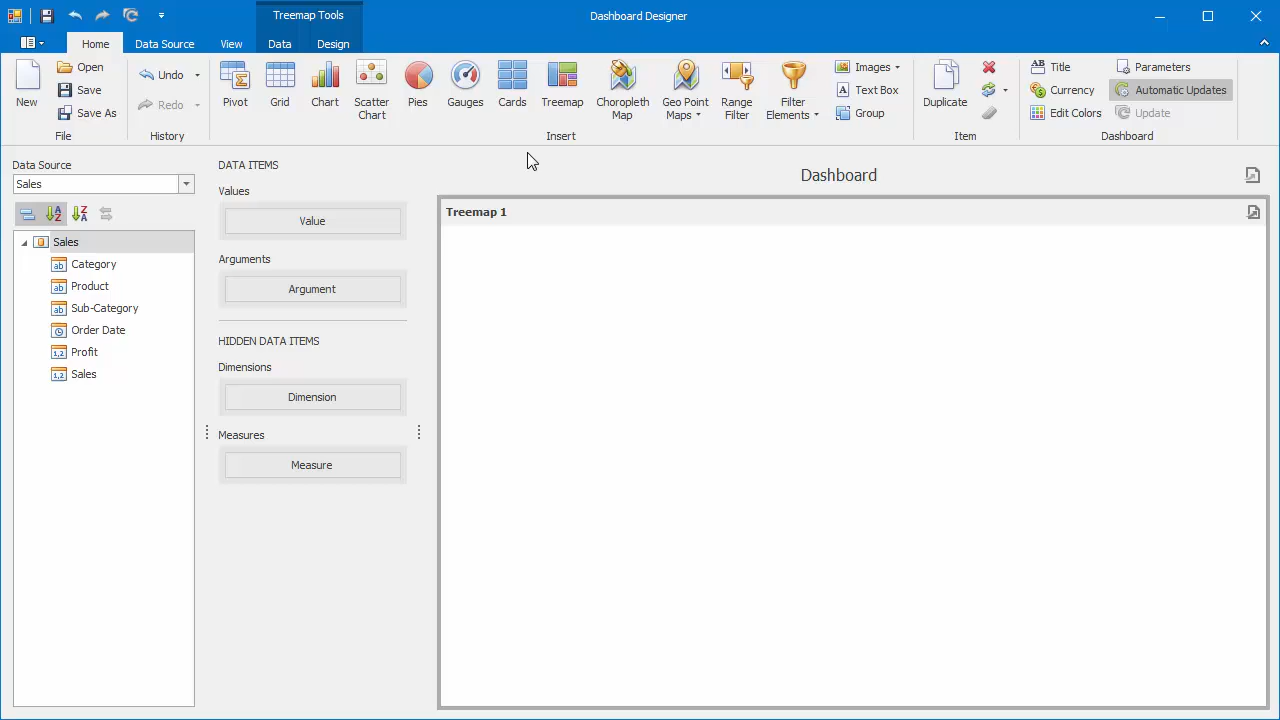 Treemap Tools
Dashboard Designer
Home
Data Source
View
Data
Design
New
Open
Save
Save As
File
Undo
Redo
History
Pivot
Grid
Chart
Scatter
Chart
Pies
Gauges
Cards
Treemap
Choropleth
Map
Geo Point
Maps
Range
Filter
Filter
Elements
Images
Text Box
Group
Insert
Duplicate
Item
Title
Currency
Edit Colors
Parameters
Automatic Updates
Update
Dashboard
Data Source
Sales
Sales
Category
Product
Sub-Category
Order Date
Profit
Sales
DATA ITEMS
Values
Value
Arguments
Argument
HIDDEN DATA ITEMS
Dimensions
Dimension
Measures
Measure
Dashboard
Treemap 1